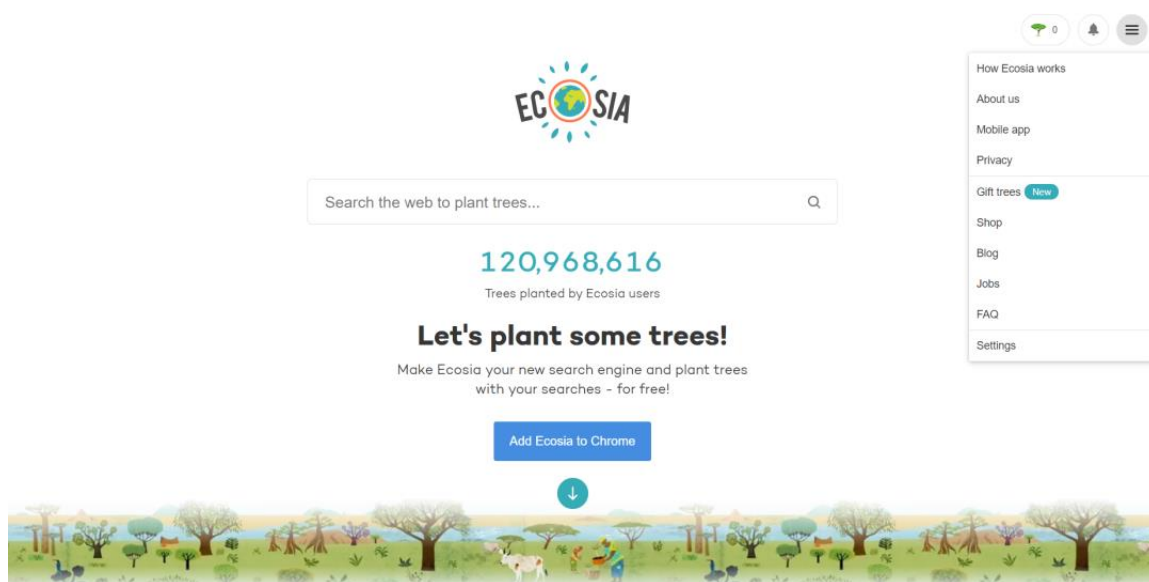 0
How Ecosia works
About us
Mobile app
Privacy
Gift trees New
Shop
Blog
Jobs
FAQ
Settings
ECOSIA
Search the web to plant trees...
120,968,616
Trees planted by Ecosia users
Let's plant some trees!
Make Ecosia your new search engine and plant trees
with your searches - for free!
Add Ecosia to Chrome